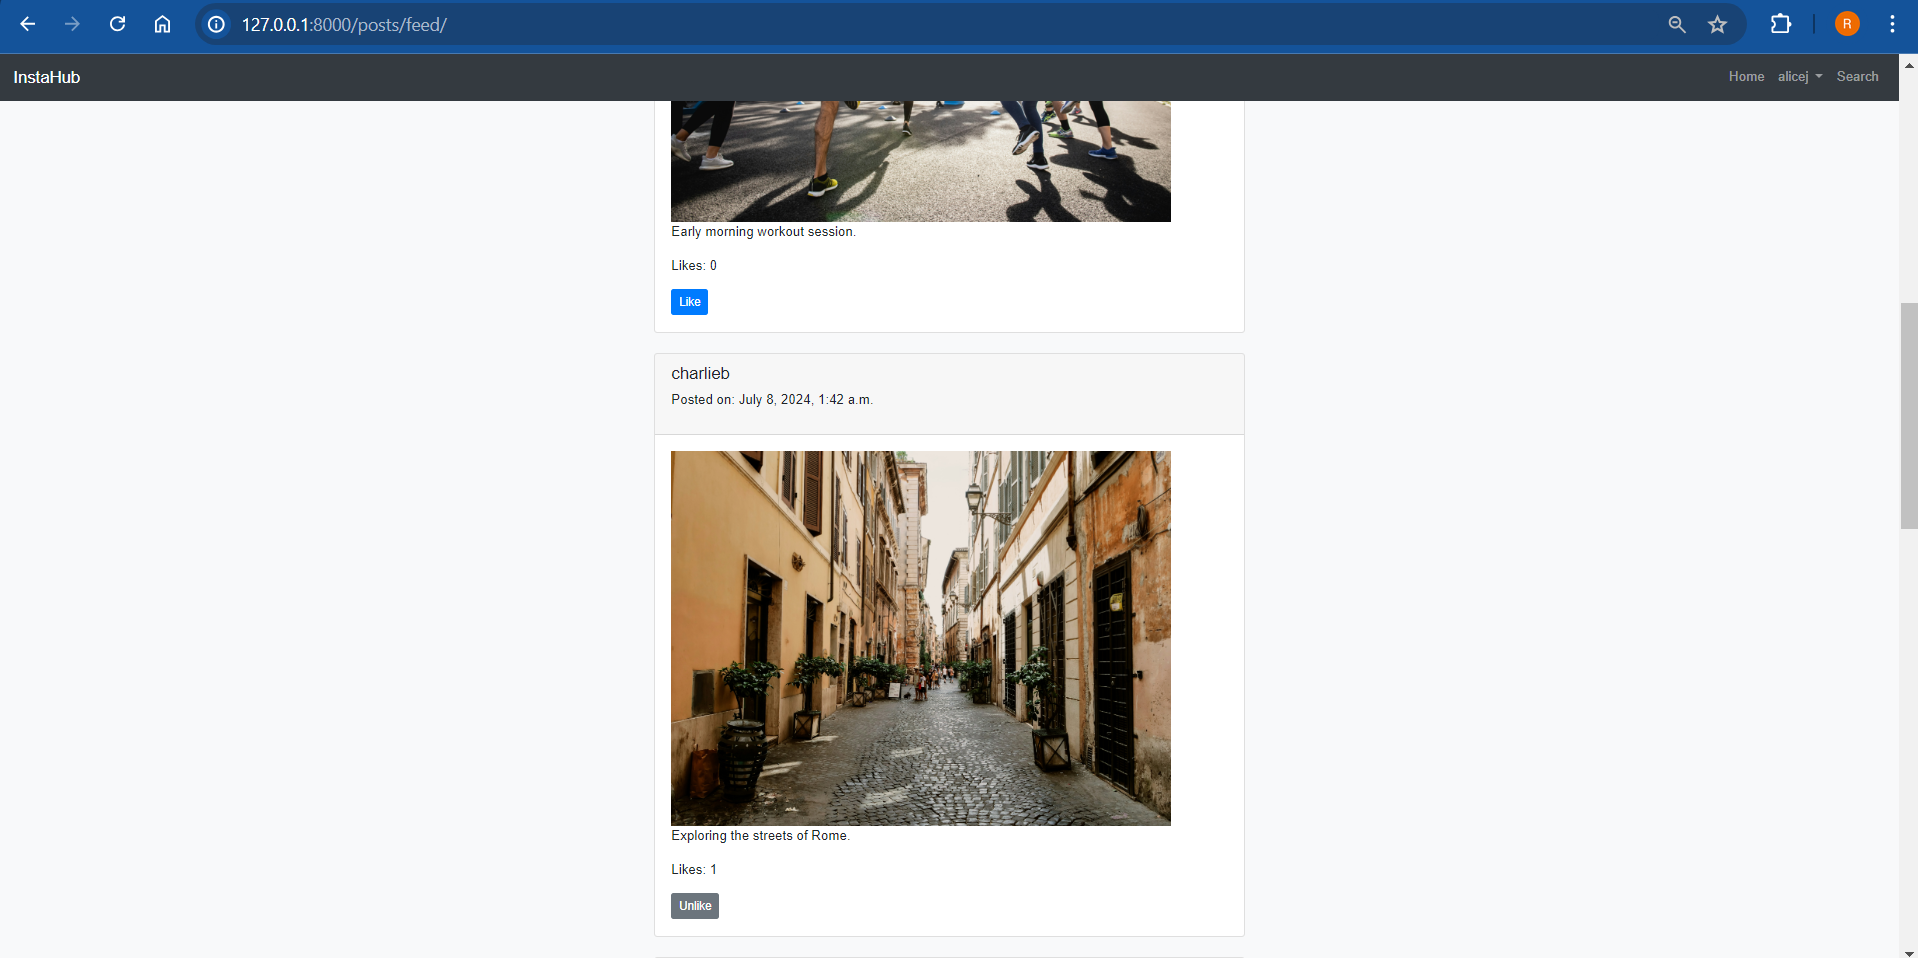 127.0.0.1:8000/posts/feed/
R
InstaHub
Home alicej Search
Early morning workout session.
Likes: 0
Like
charlieb
Posted on: July 8, 2024, 1:42 a.m.
Exploring the streets of Rome.
Likes: 1
Unlike